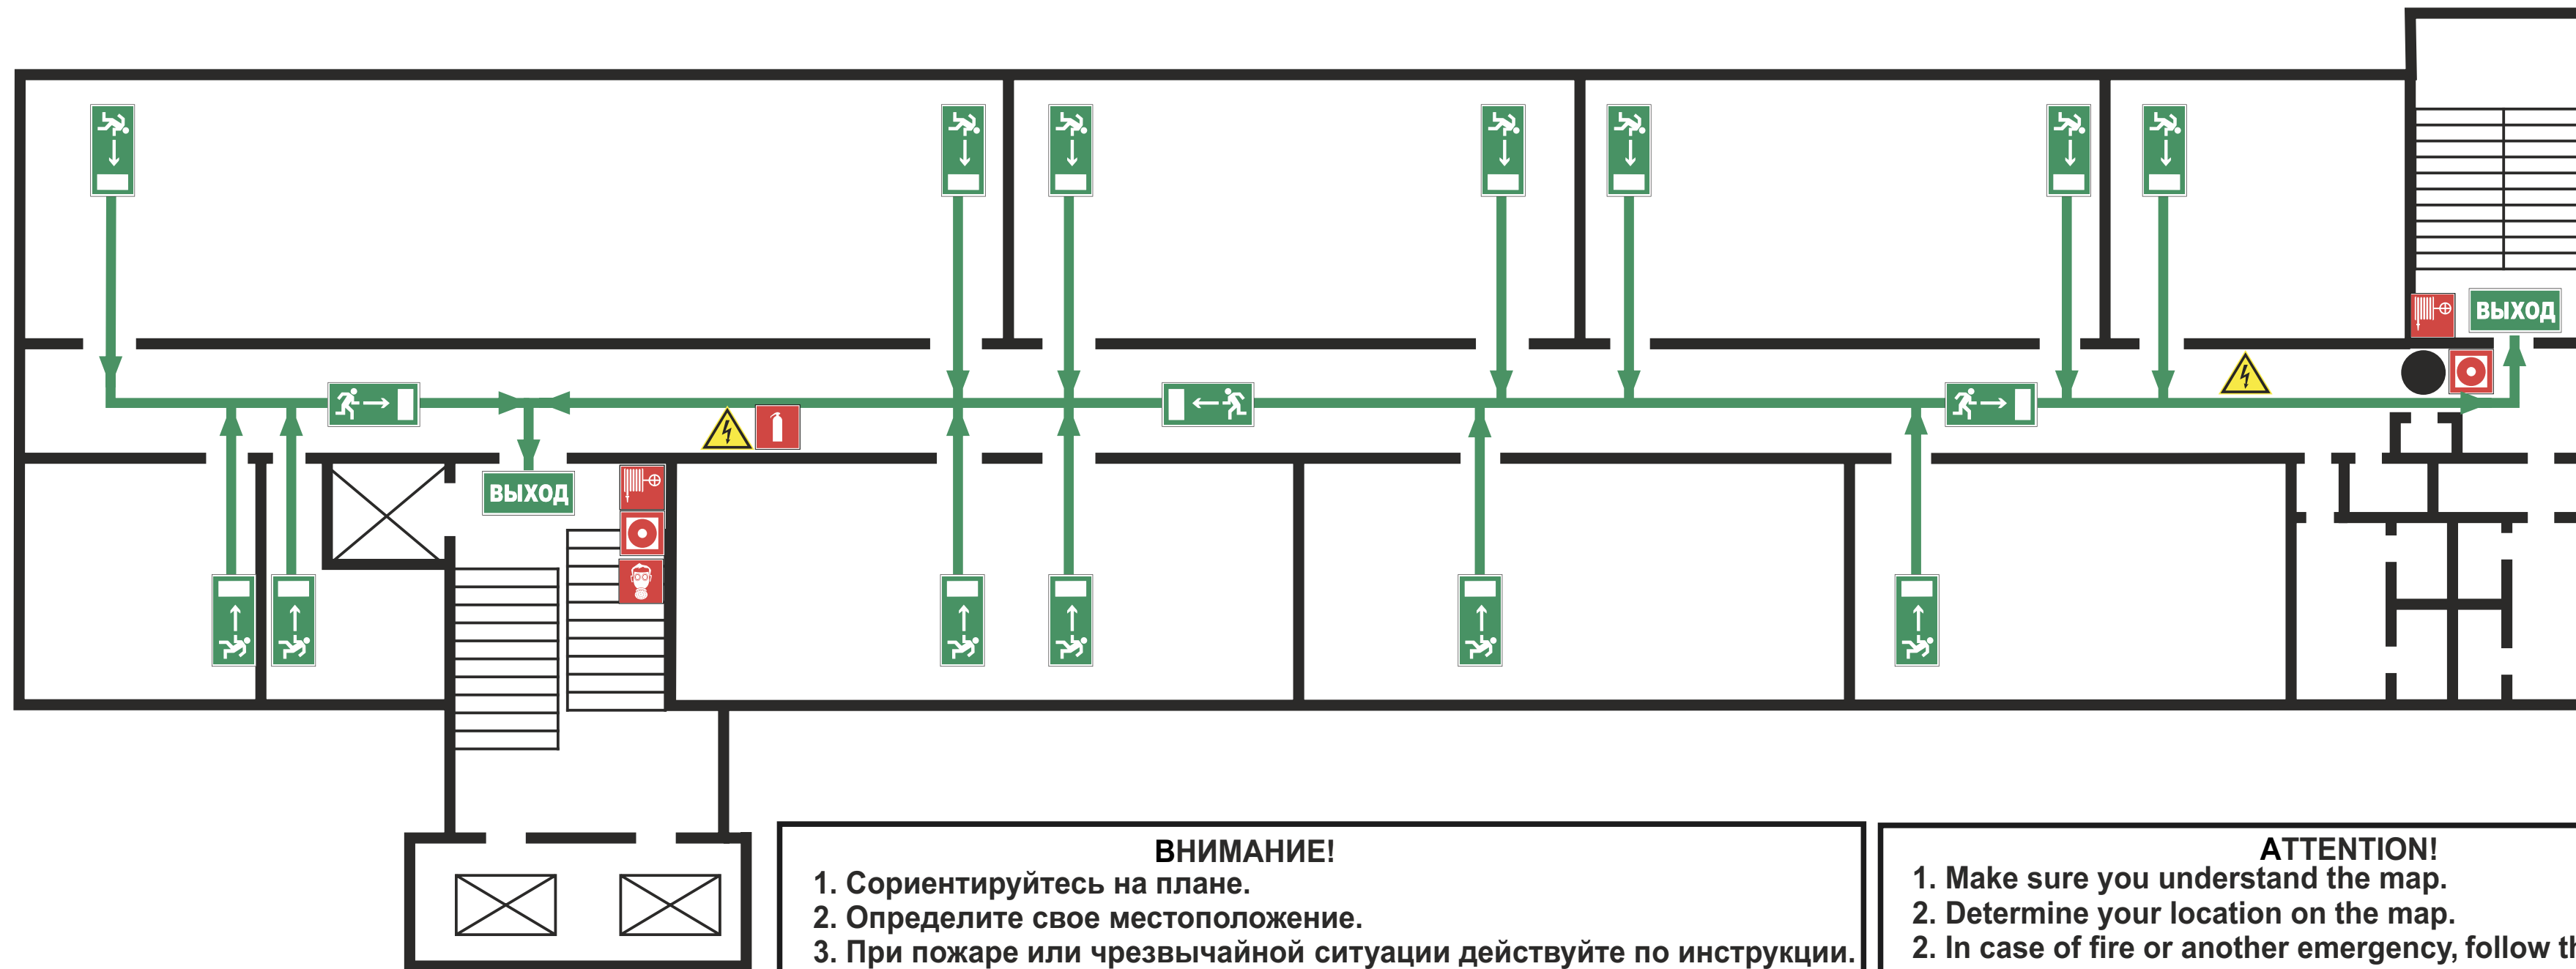 ВЫХОД
ВЫХОД
ВНИМАНИЕ!
1. Сориентируйтесь на плане.
2. Определите свое местоположение.
3. При пожаре или чрезвычайной ситуации действуйте по инструкции.
ATTENTION!
1. Make sure you understand the map.
2. Determine your location on the map.
2. In case of fire or another emergency, follow